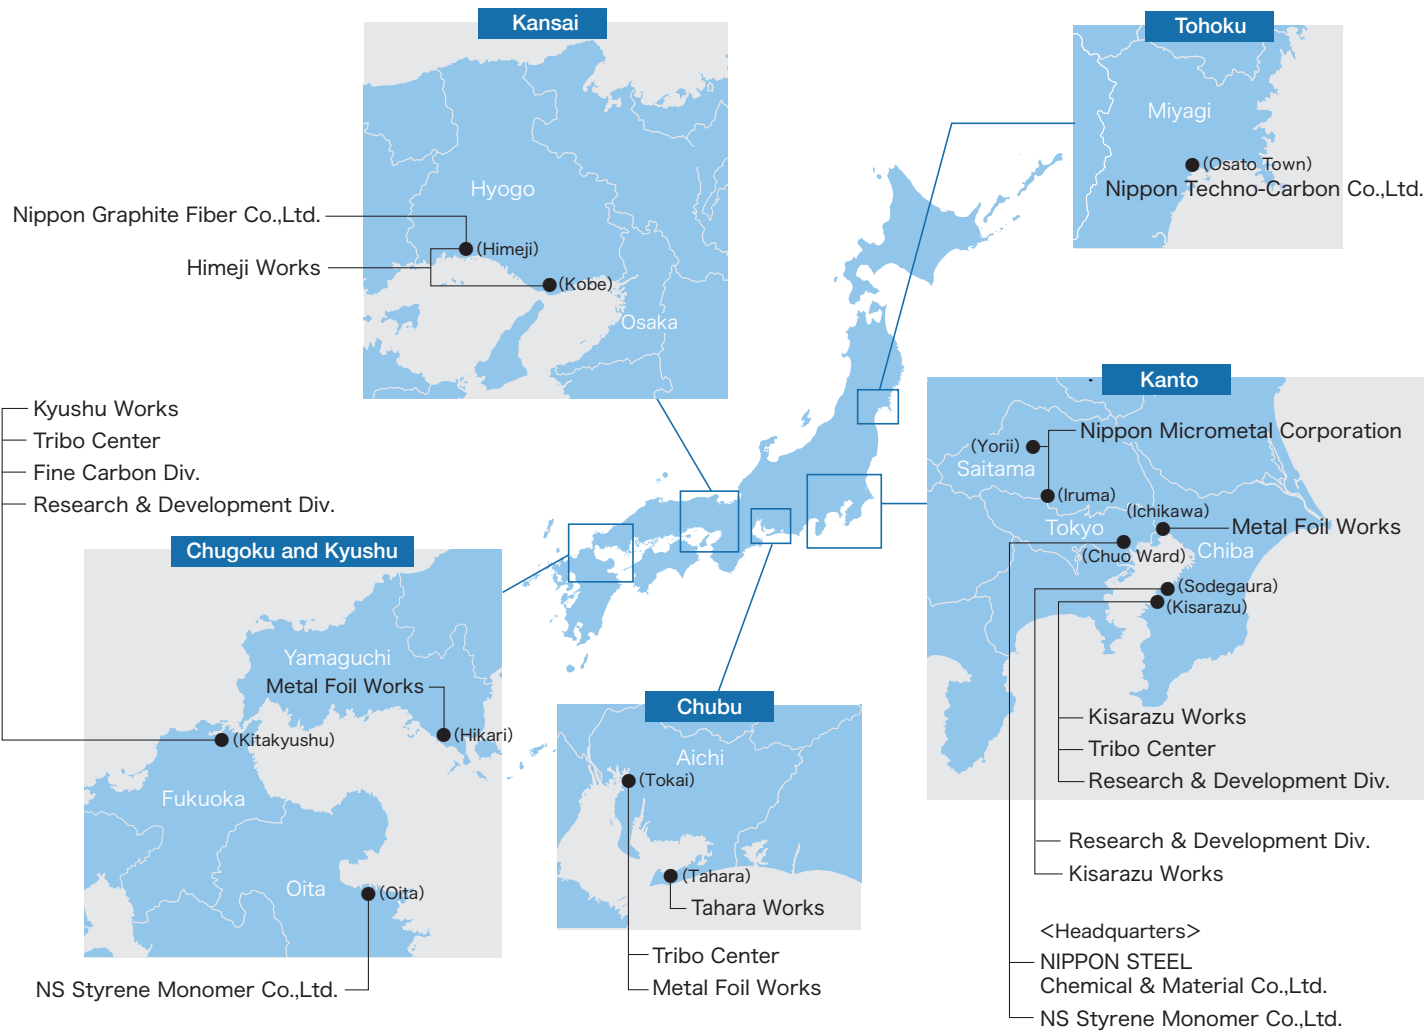 Kansai
Hyogo
Nippon Graphite Fiber Co.,Ltd.
(Himeji)
Himeji Works
(Kobe)
Osaka
Tohoku
Miyagi
(Osato Town)
Nippon Techno-Carbon Co.,Ltd.
Kanto
Nippon Micrometal Corporation
(Yorii)
Saitama
(Iruma)
(Ichikawa)
Tokyo
Metal Foil Works
(Chuo Ward)
Chiba
(Sodegaura)
(Kisarazu)
Kisarazu Works
Tribo Center
Research & Development Div.
Research & Development Div.
Kisarazu Works
<Headquarters>
NIPPON STEEL
Chemical & Material Co.,Ltd.
NS Styrene Monomer Co.,Ltd.
Kyushu Works
Tribo Center
Fine Carbon Div.
Research & Development Div.
Chugoku and Kyushu
Yamaguchi
Metal Foil Works
(Hikari)
(Kitakyushu)
Fukuoka
Oita
(Oita)
NS Styrene Monomer Co.,Ltd.
Chubu
Aichi
(Tokai)
(Tahara)
Tahara Works
Tribo Center
Metal Foil Works